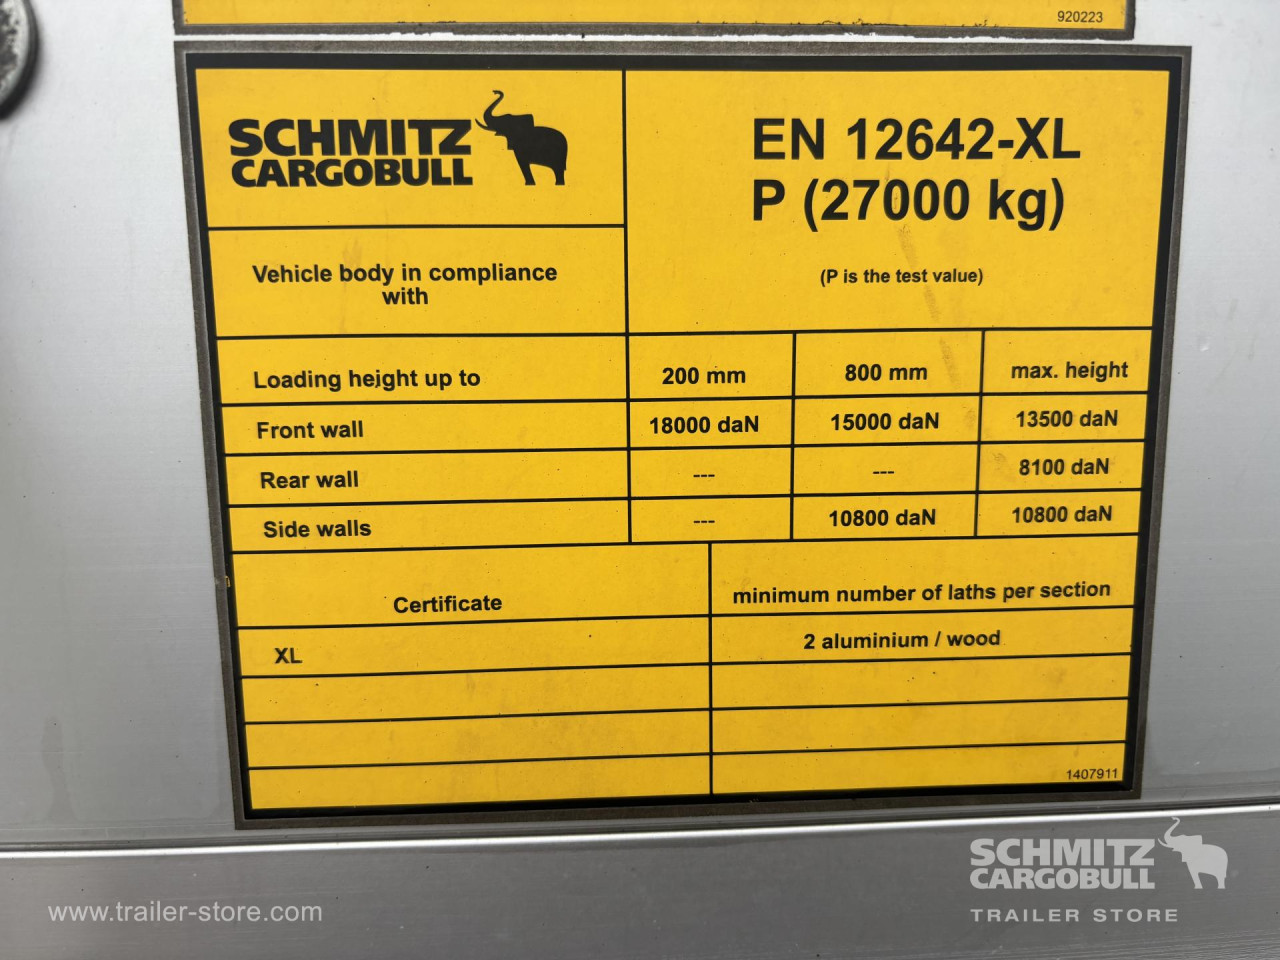 920223
SCHMITZ
CARGOBULL
EN 12642-XL
P (27000 kg)
(P is the test value)
Vehicle body in compliance
with
Loading height up to 200 mm 800 mm max. height
Front wall 18000 daN 15000 daN 13500 daN
Rear wall --- --- 8100 daN
Side walls --- 10800 daN 10800 daN
Certificate minimum number of laths per section
XL 2 aluminium / wood
1407911
SCHMITZ
CARGOBULL
TRAILER STORE
www.trailer-store.com